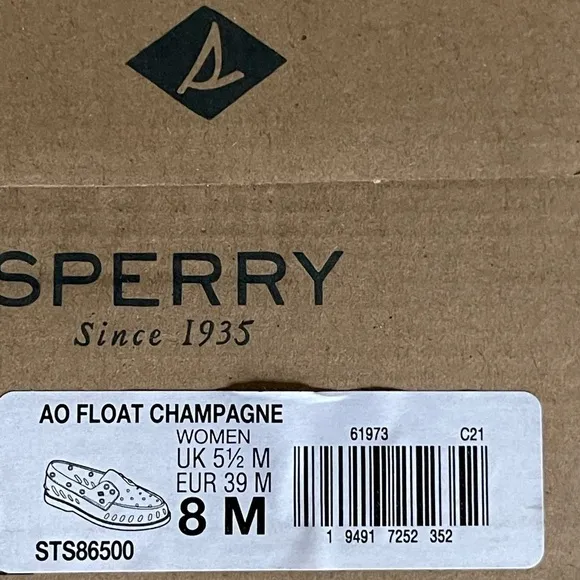 SPERRY
Since 1935
AO FLOAT CHAMPAGNE
WOMEN
UK 5½ M
EUR 39 M
8 M
STS86500
61973 C21
1 9491 7252 352